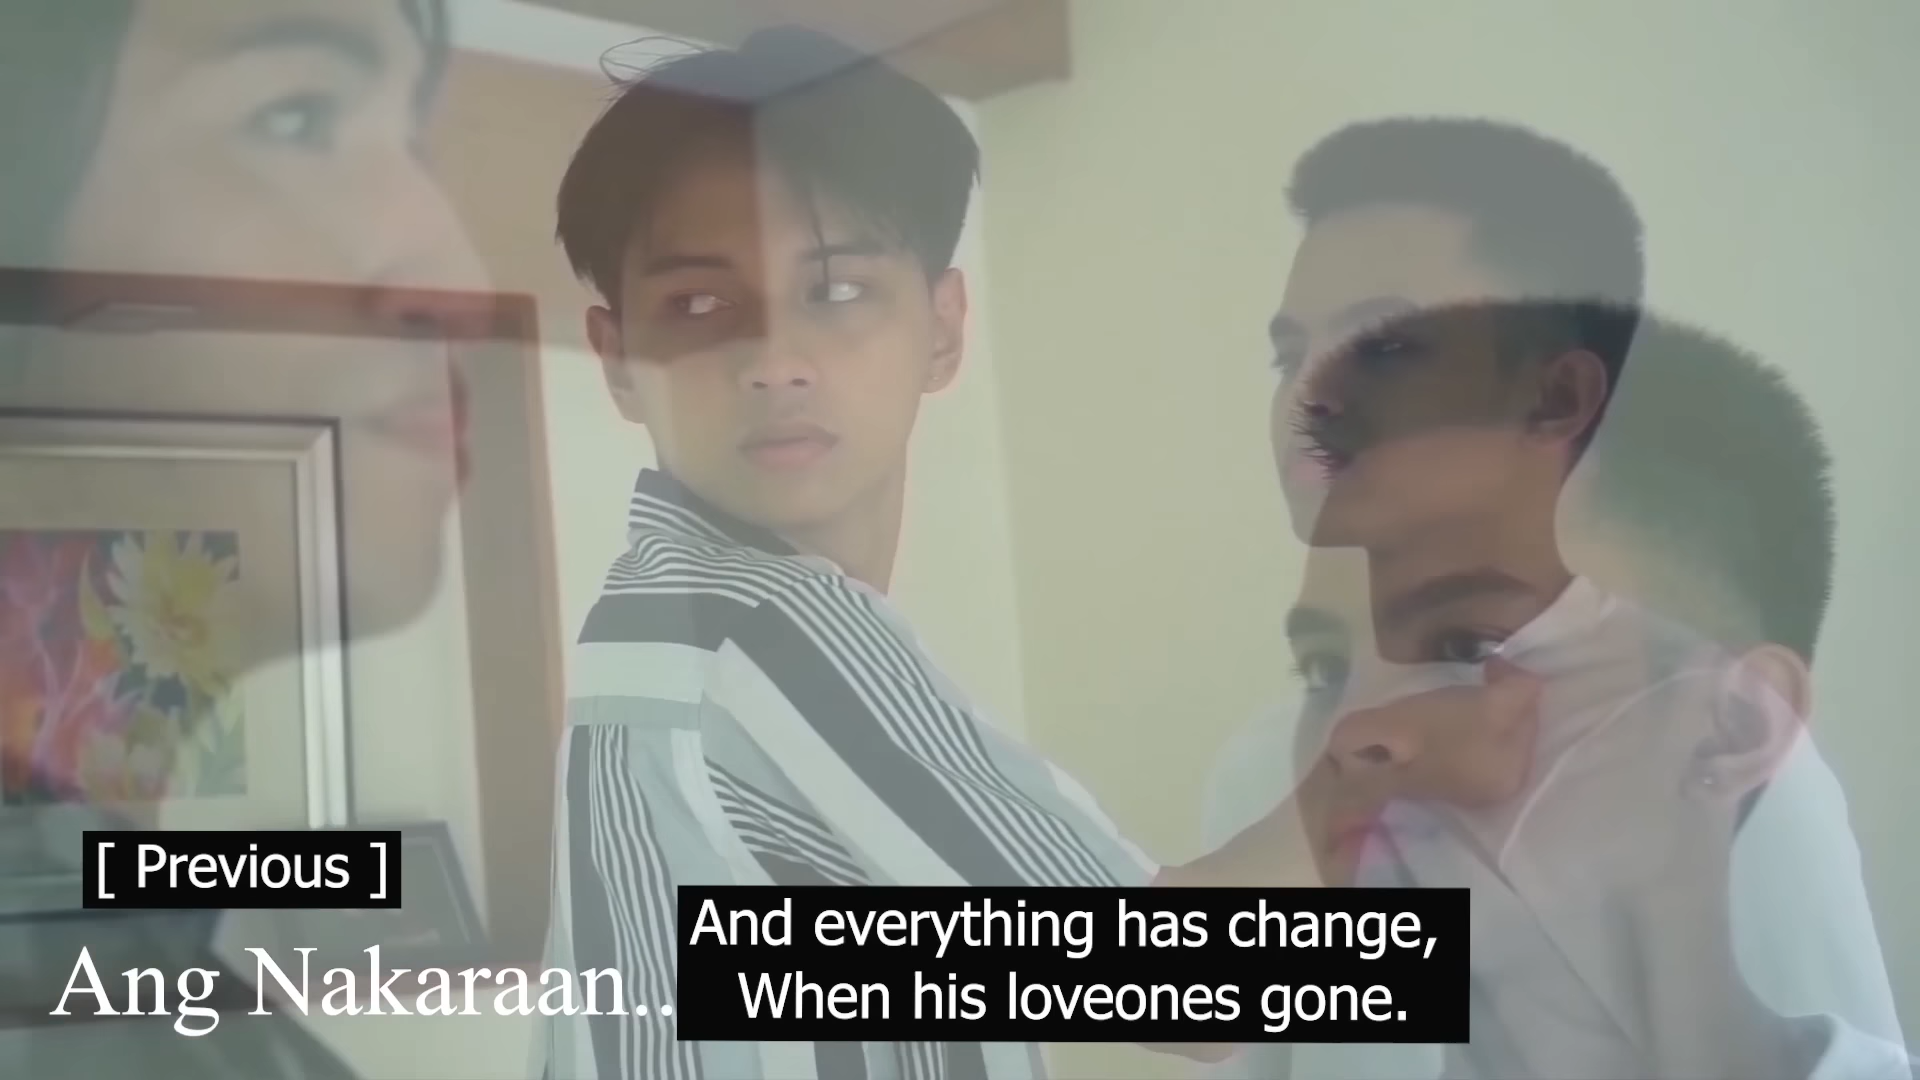 [ Previous ]
Ang Nakaraan..
And everything has change,
When his loveones gone.